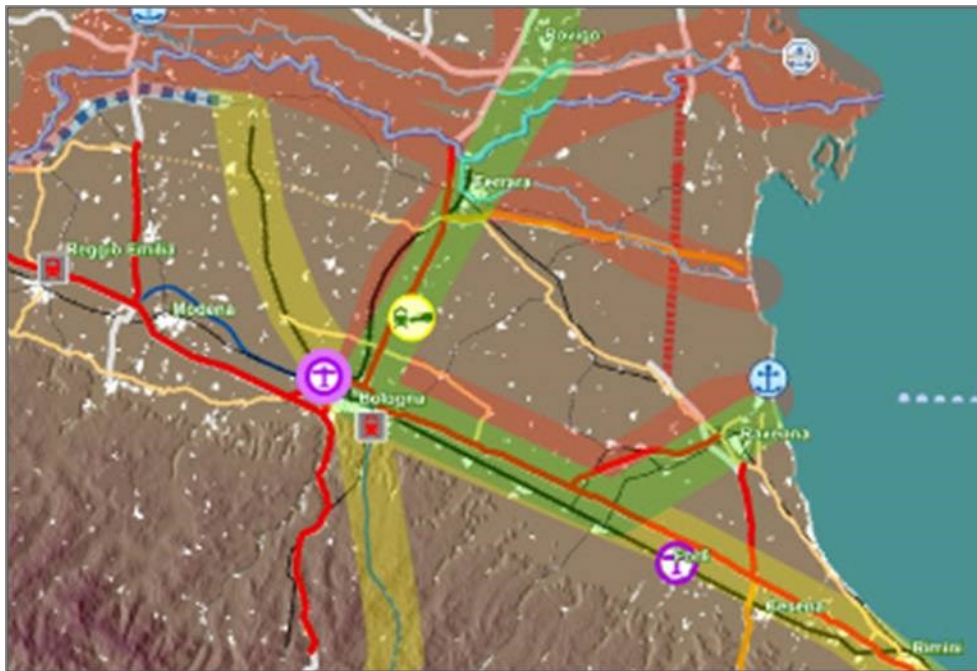 Rovigo
Ferrara
Reggio Emilia
Modena
Bologna
Ravenna
Forlì
Cesena
Rimini